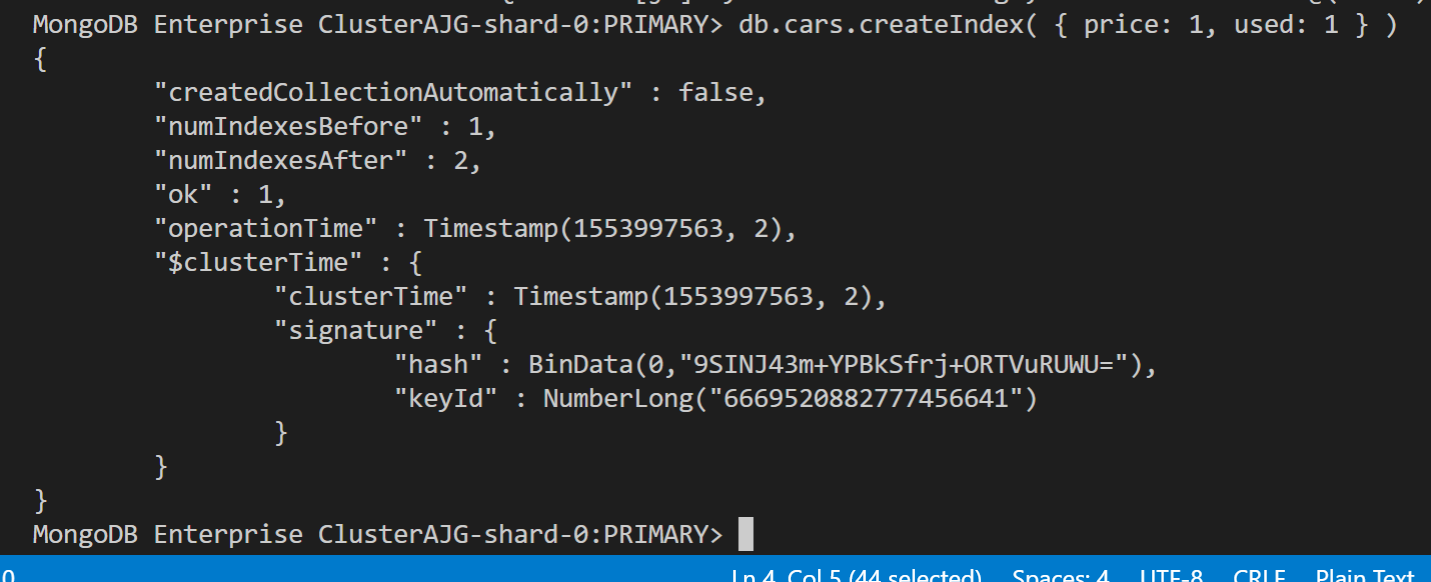 MongoDB Enterprise ClusterAJG-shard-0:PRIMARY> db.cars.createIndex( { price: 1, used: 1 } )
{
        "createdCollectionAutomatically" : false,
        "numIndexesBefore" : 1,
        "numIndexesAfter" : 2,
        "ok" : 1,
        "operationTime" : Timestamp(1553997563, 2),
        "$clusterTime" : {
                "clusterTime" : Timestamp(1553997563, 2),
                "signature" : {
                        "hash" : BinData(0,"9SINJ43m+YPBkSfrj+ORTVuRUWU="),
                        "keyId" : NumberLong("6669520882777456641")
                }
        }
}
MongoDB Enterprise ClusterAJG-shard-0:PRIMARY>
0 Ln 4, Col 5 (44 selected) Spaces: 4 UTF-8 CRLF Plain Text